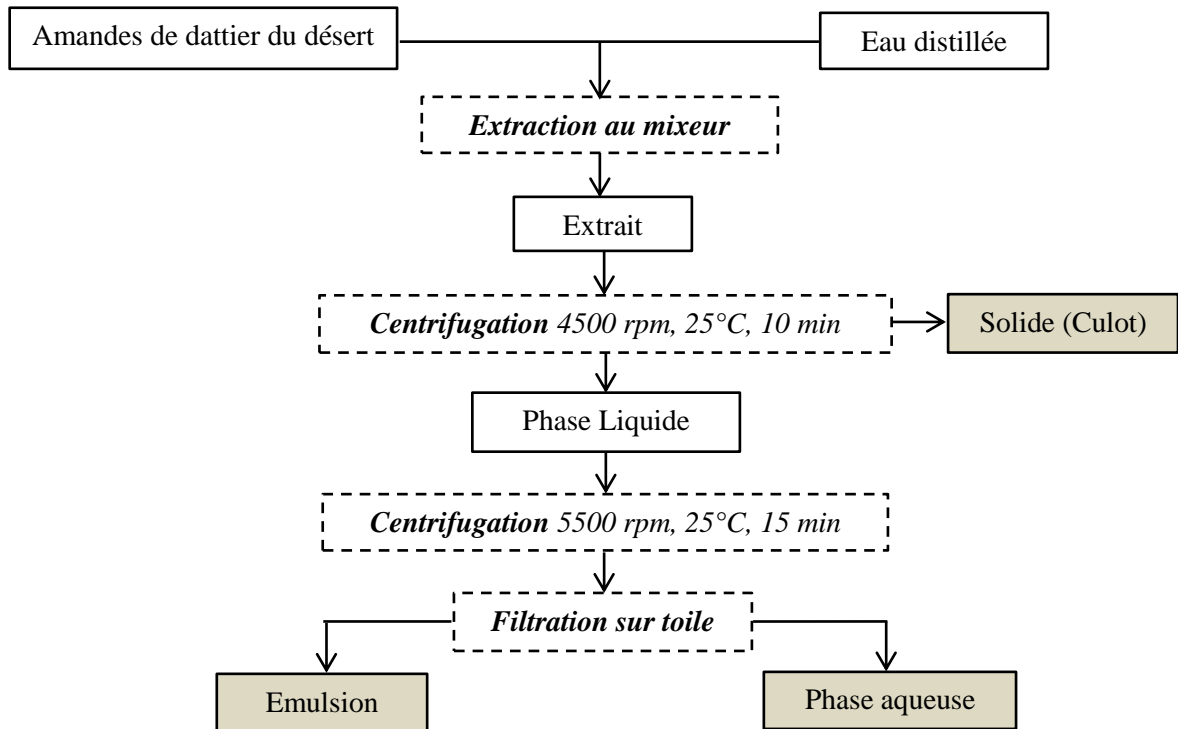 Amandes de dattier du désert
Eau distillée
Extraction au mixeur
Extrait
Centrifugation 4500 rpm, 25°C, 10 min
Solide (Culot)
Phase Liquide
Centrifugation 5500 rpm, 25°C, 15 min
Filtration sur toile
Emulsion
Phase aqueuse